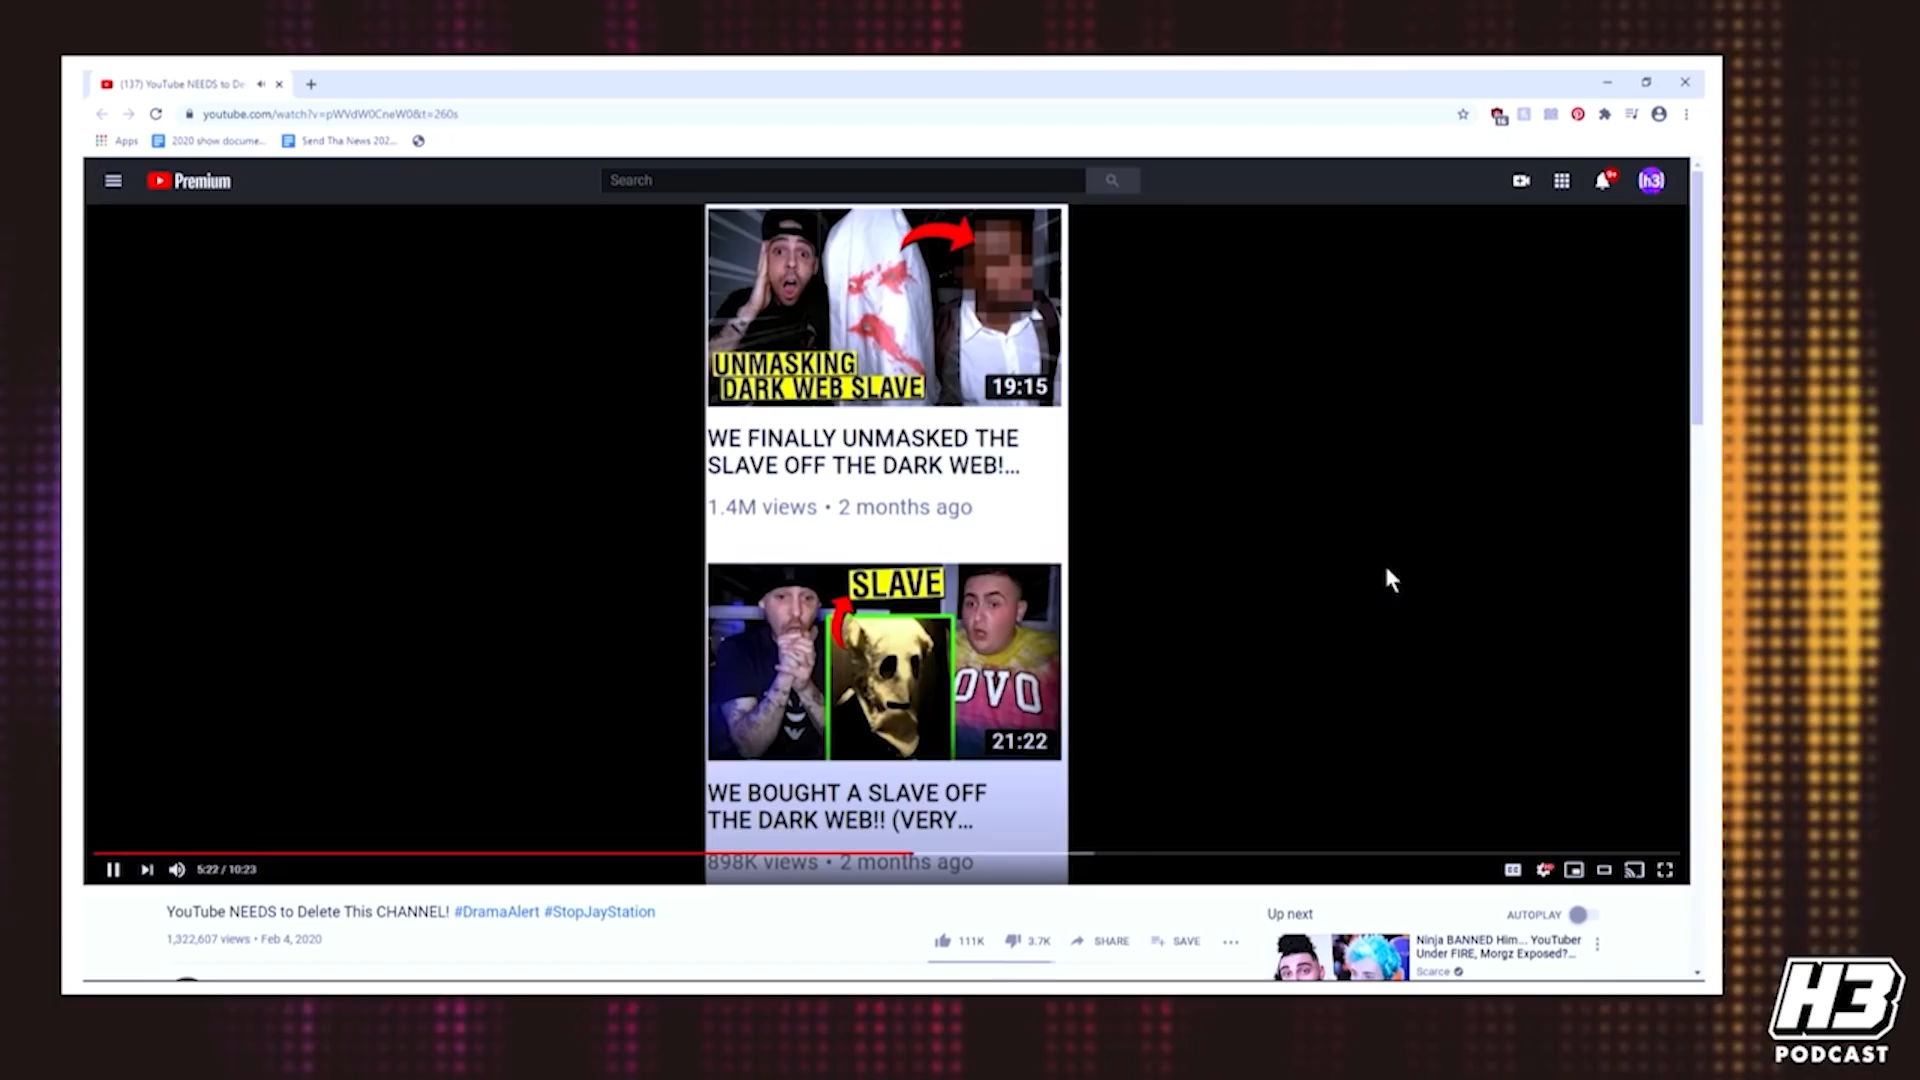 (137) YouTube NEEDS to De
youtube.com/watch?v=pWVdW0CneW0&t=260s
16
Apps
2020 show docume...
Send Tha News 202...
Premium
Search
9+
h3
UNMASKING
DARK WEB SLAVE
19:15
WE FINALLY UNMASKED THE
SLAVE OFF THE DARK WEB!...
1.4M views • 2 months ago
SLAVE
OVO
21:22
WE BOUGHT A SLAVE OFF
THE DARK WEB!! (VERY...
898K views • 2 months ago
5:22 / 10:23
YouTube NEEDS to Delete This CHANNEL! #DramaAlert #StopJayStation
1,322,607 views • Feb 4, 2020
111K
3.7K
SHARE
SAVE
Up next
AUTOPLAY
Ninja BANNED Him... YouTuber
Under FIRE, Morgz Exposed?...
Scarce
H3
PODCAST